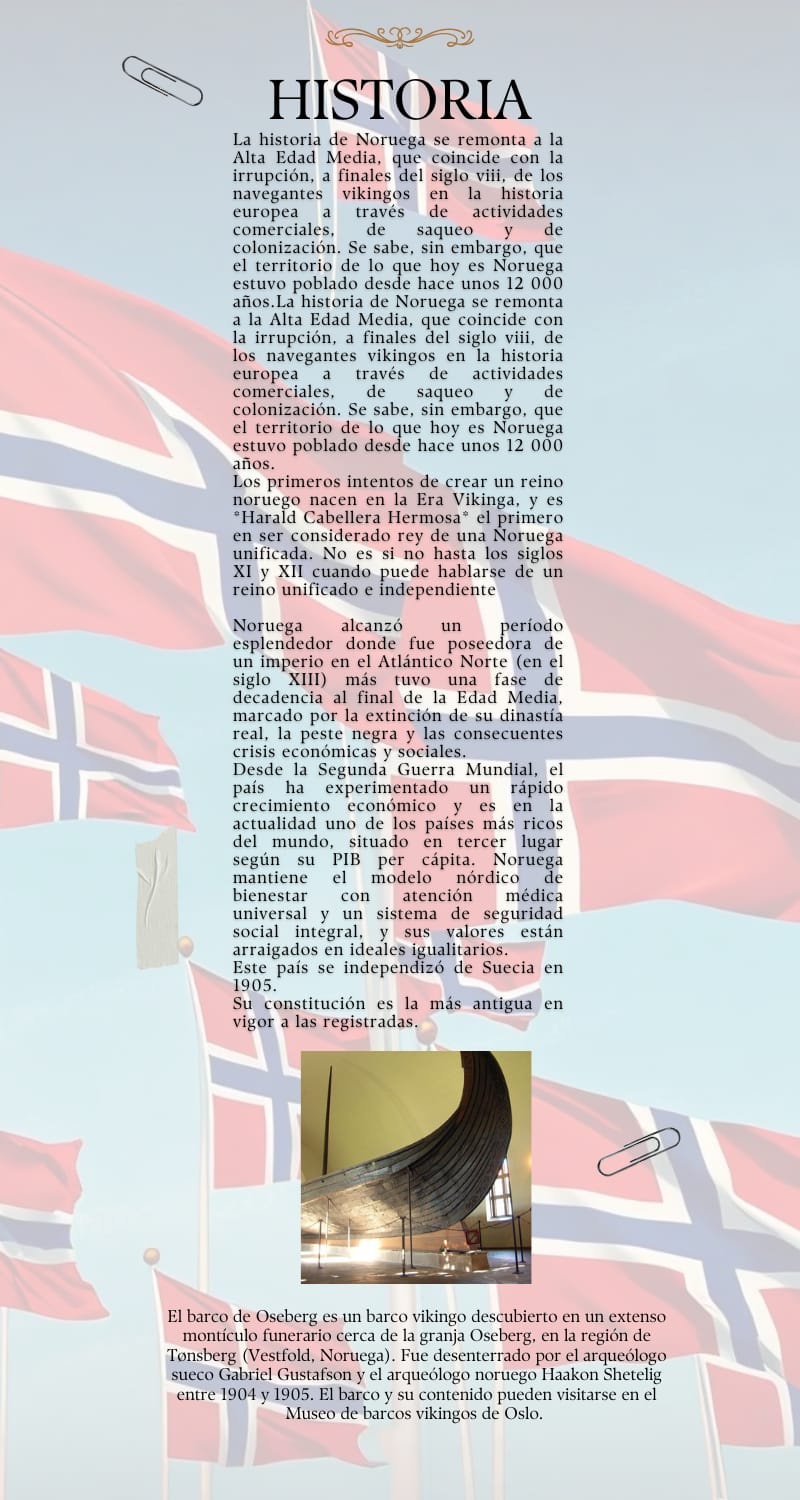 HISTORIA
La historia de Noruega se remonta a la
Alta Edad Media, que coincide con la
irrupción, a finales del siglo viii, de los
navegantes vikingos en la historia
europea a través de actividades
comerciales, de saqueo y de
colonización. Se sabe, sin embargo, que
el territorio de lo que hoy es Noruega
estuvo poblado desde hace unos 12 000
años.La historia de Noruega se remonta
a la Alta Edad Media, que coincide con
la irrupción, a finales del siglo viii, de
los navegantes vikingos en la historia
europea a través de actividades
comerciales, de saqueo y de
colonización. Se sabe, sin embargo, que
el territorio de lo que hoy es Noruega
estuvo poblado desde hace unos 12 000
años.
Los primeros intentos de crear un reino
noruego nacen en la Era Vikinga, y es
*Harald Cabellera Hermosa* el primero
en ser considerado rey de una Noruega
unificada. No es si no hasta los siglos
XI y XII cuando puede hablarse de un
reino unificado e independiente
Noruega alcanzó un período
esplendedor donde fue poseedora de
un imperio en el Atlántico Norte (en el
siglo XIII) más tuvo una fase de
decadencia al final de la Edad Media,
marcado por la extinción de su dinastía
real, la peste negra y las consecuentes
crisis económicas y sociales.
Desde la Segunda Guerra Mundial, el
país ha experimentado un rápido
crecimiento económico y es en la
actualidad uno de los países más ricos
del mundo, situado en tercer lugar
según su PIB per cápita. Noruega
mantiene el modelo nórdico de
bienestar con atención médica
universal y un sistema de seguridad
social integral, y sus valores están
arraigados en ideales igualitarios.
Este país se independizó de Suecia en
1905.
Su constitución es la más antigua en
vigor a las registradas.
El barco de Oseberg es un barco vikingo descubierto en un extenso
montículo funerario cerca de la granja Oseberg, en la región de
Tønsberg (Vestfold, Noruega). Fue desenterrado por el arqueólogo
sueco Gabriel Gustafson y el arqueólogo noruego Haakon Shetelig
entre 1904 y 1905. El barco y su contenido pueden visitarse en el
Museo de barcos vikingos de Oslo.